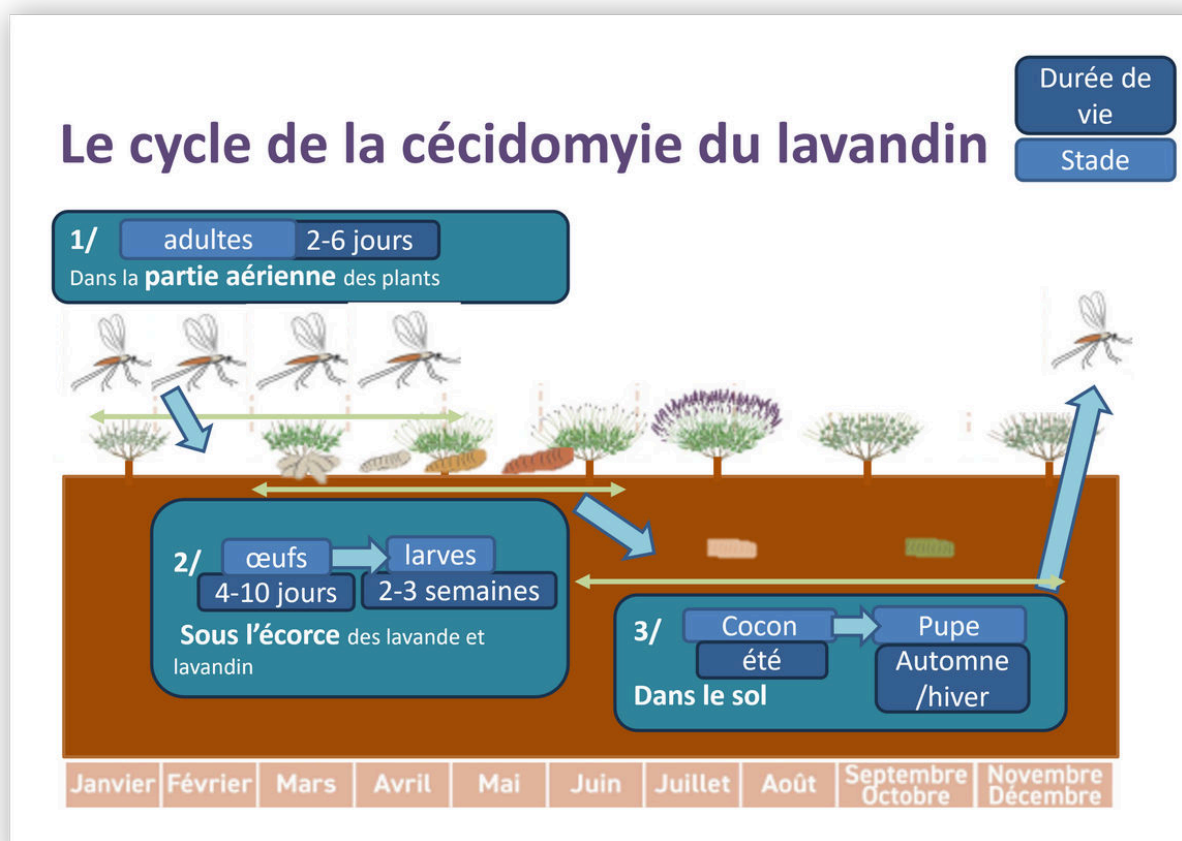 Durée de
vie
Stade
Le cycle de la cécidomyie du lavandin
1/ adultes 2-6 jours
Dans la partie aérienne des plants
2/ œufs larves
4-10 jours 2-3 semaines
Sous l'écorce des lavande et
lavandin
3/ Cocon Pupe
été Automne
/hiver
Dans le sol
Janvier Février Mars Avril Mai Juin Juillet Août Septembre Octobre Novembre Décembre